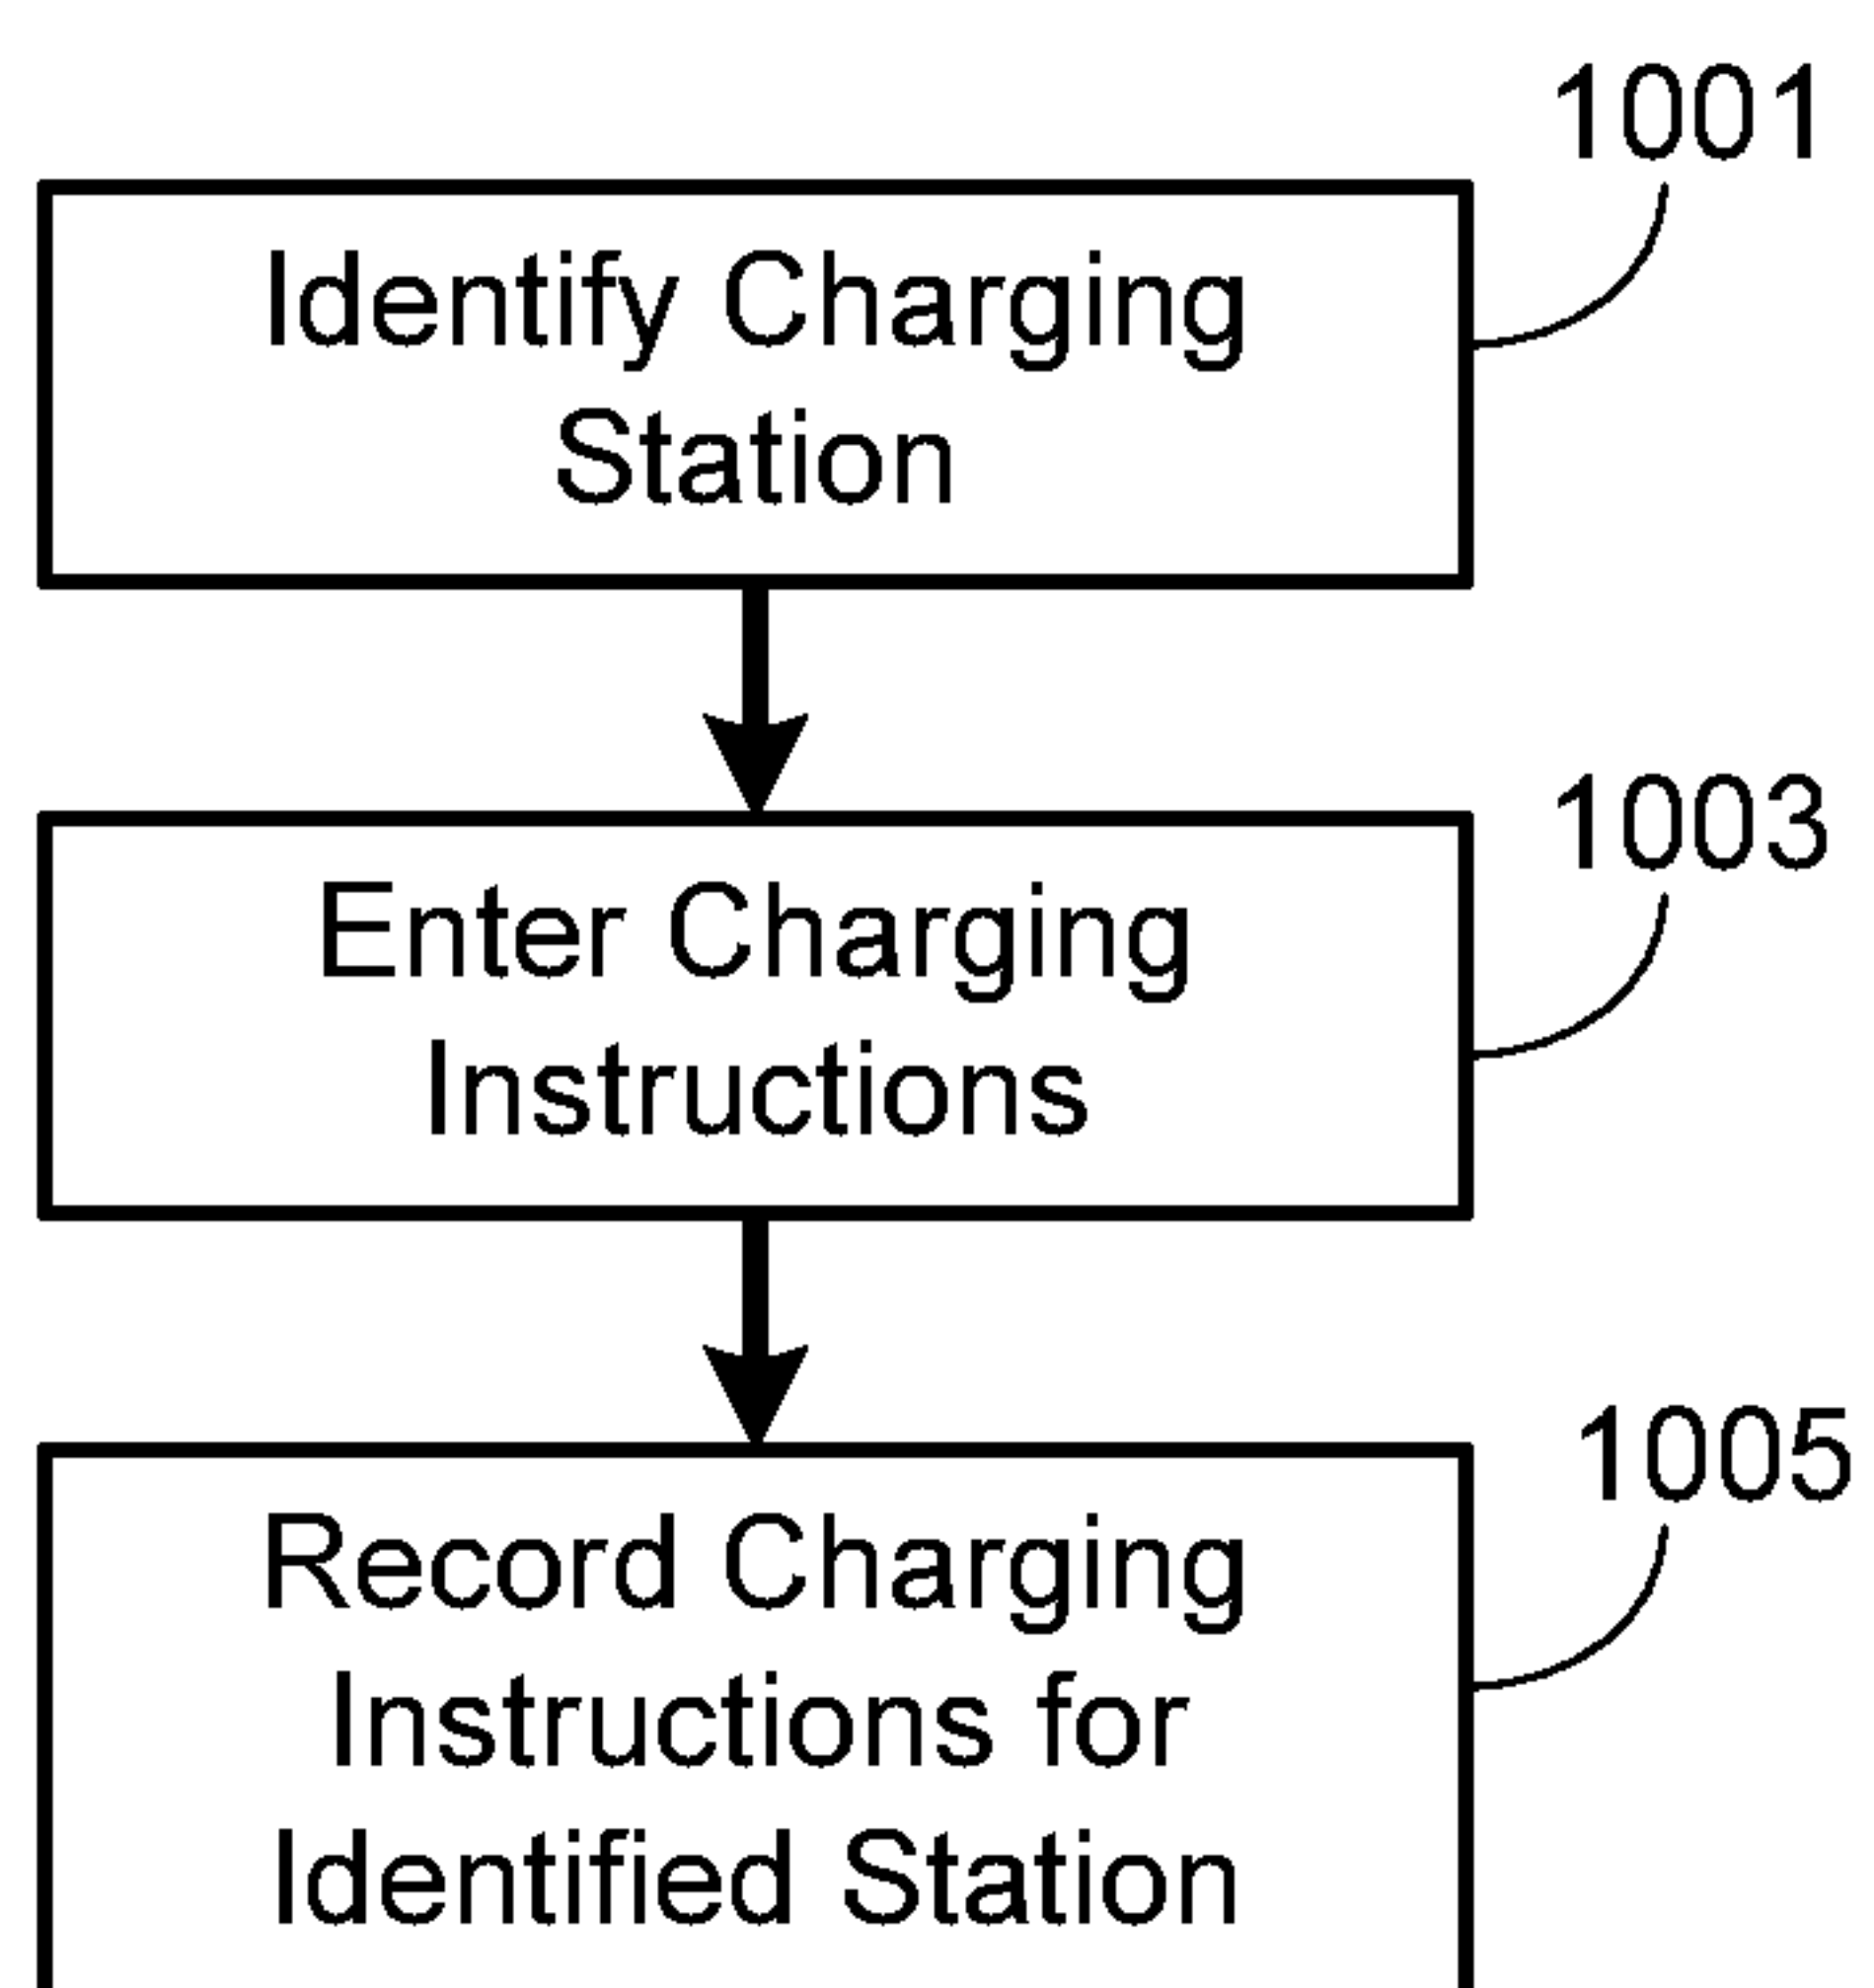 1001
Identify Charging
Station
1003
Enter Charging
Instructions
1005
Record Charging
Instructions for
Identified Station